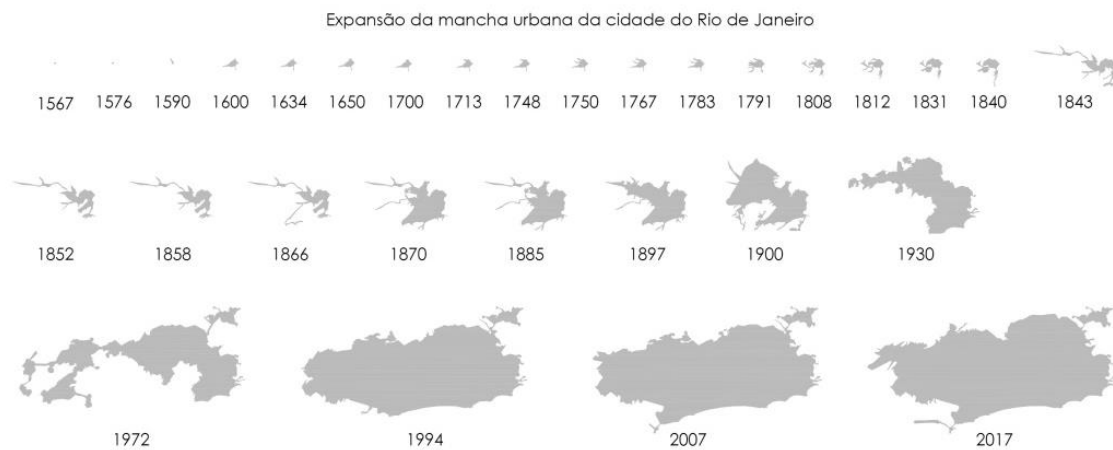 Expansão da mancha urbana da cidade do Rio de Janeiro
1567 1576 1590 1600 1634 1650 1700 1713 1748 1750 1767 1783 1791 1808 1812 1831 1840 1843
1852 1858 1866 1870 1885 1897 1900 1930
1972 1994 2007 2017